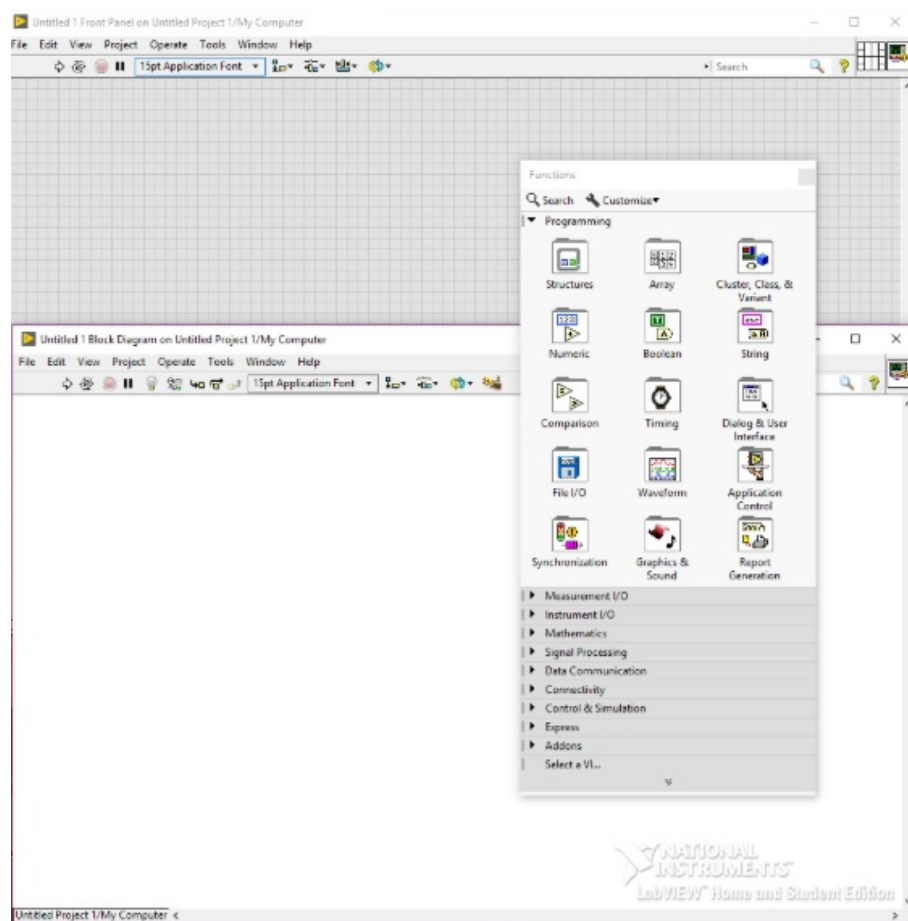 Untitled 1 Front Panel on Untitled Project 1/My Computer
File Edit View Project Operate Tools Window Help
15pt Application Font
Search
Functions
Search Customize
Programming
Structures Array Cluster, Class, &
Variant
Untitled 1 Block Diagram on Untitled Project 1/My Computer
File Edit View Project Operate Tools Window Help
15pt Application Font
Numeric Boolean String
Comparison Timing Dialog & User
Interface
File I/O Waveform Application
Control
Synchronization Graphics &
Sound Report
Generation
Measurement I/O
Instrument I/O
Mathematics
Signal Processing
Data Communication
Connectivity
Control & Simulation
Express
Addons
Select a VI...
NATIONAL
INSTRUMENTS
LabVIEW™ Home and Student Edition
Untitled Project 1/My Computer